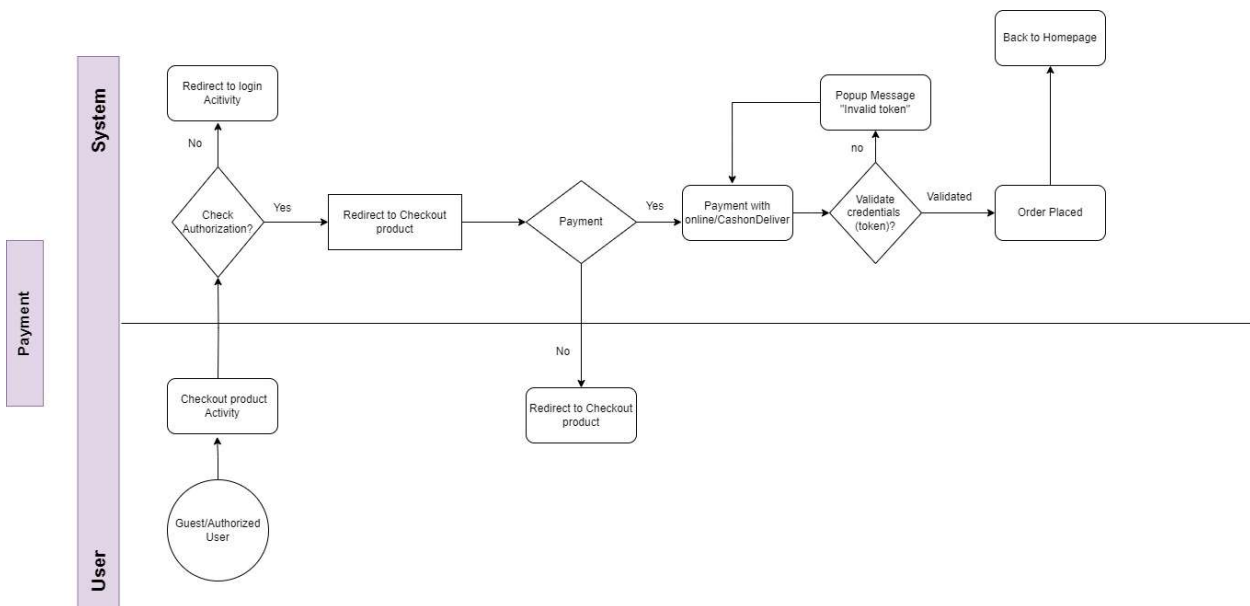 Back to Homepage
System
Redirect to login
Acitivity
Popup Message
"Invalid token"
No
no
Check
Authorization?
Yes
Redirect to Checkout
product
Payment
Yes
Payment with
online/CashonDeliver
Validate
credentials
(token)?
Validated
Order Placed
Payment
No
Checkout product
Activity
Redirect to Checkout
product
Guest/Authorized
User
User